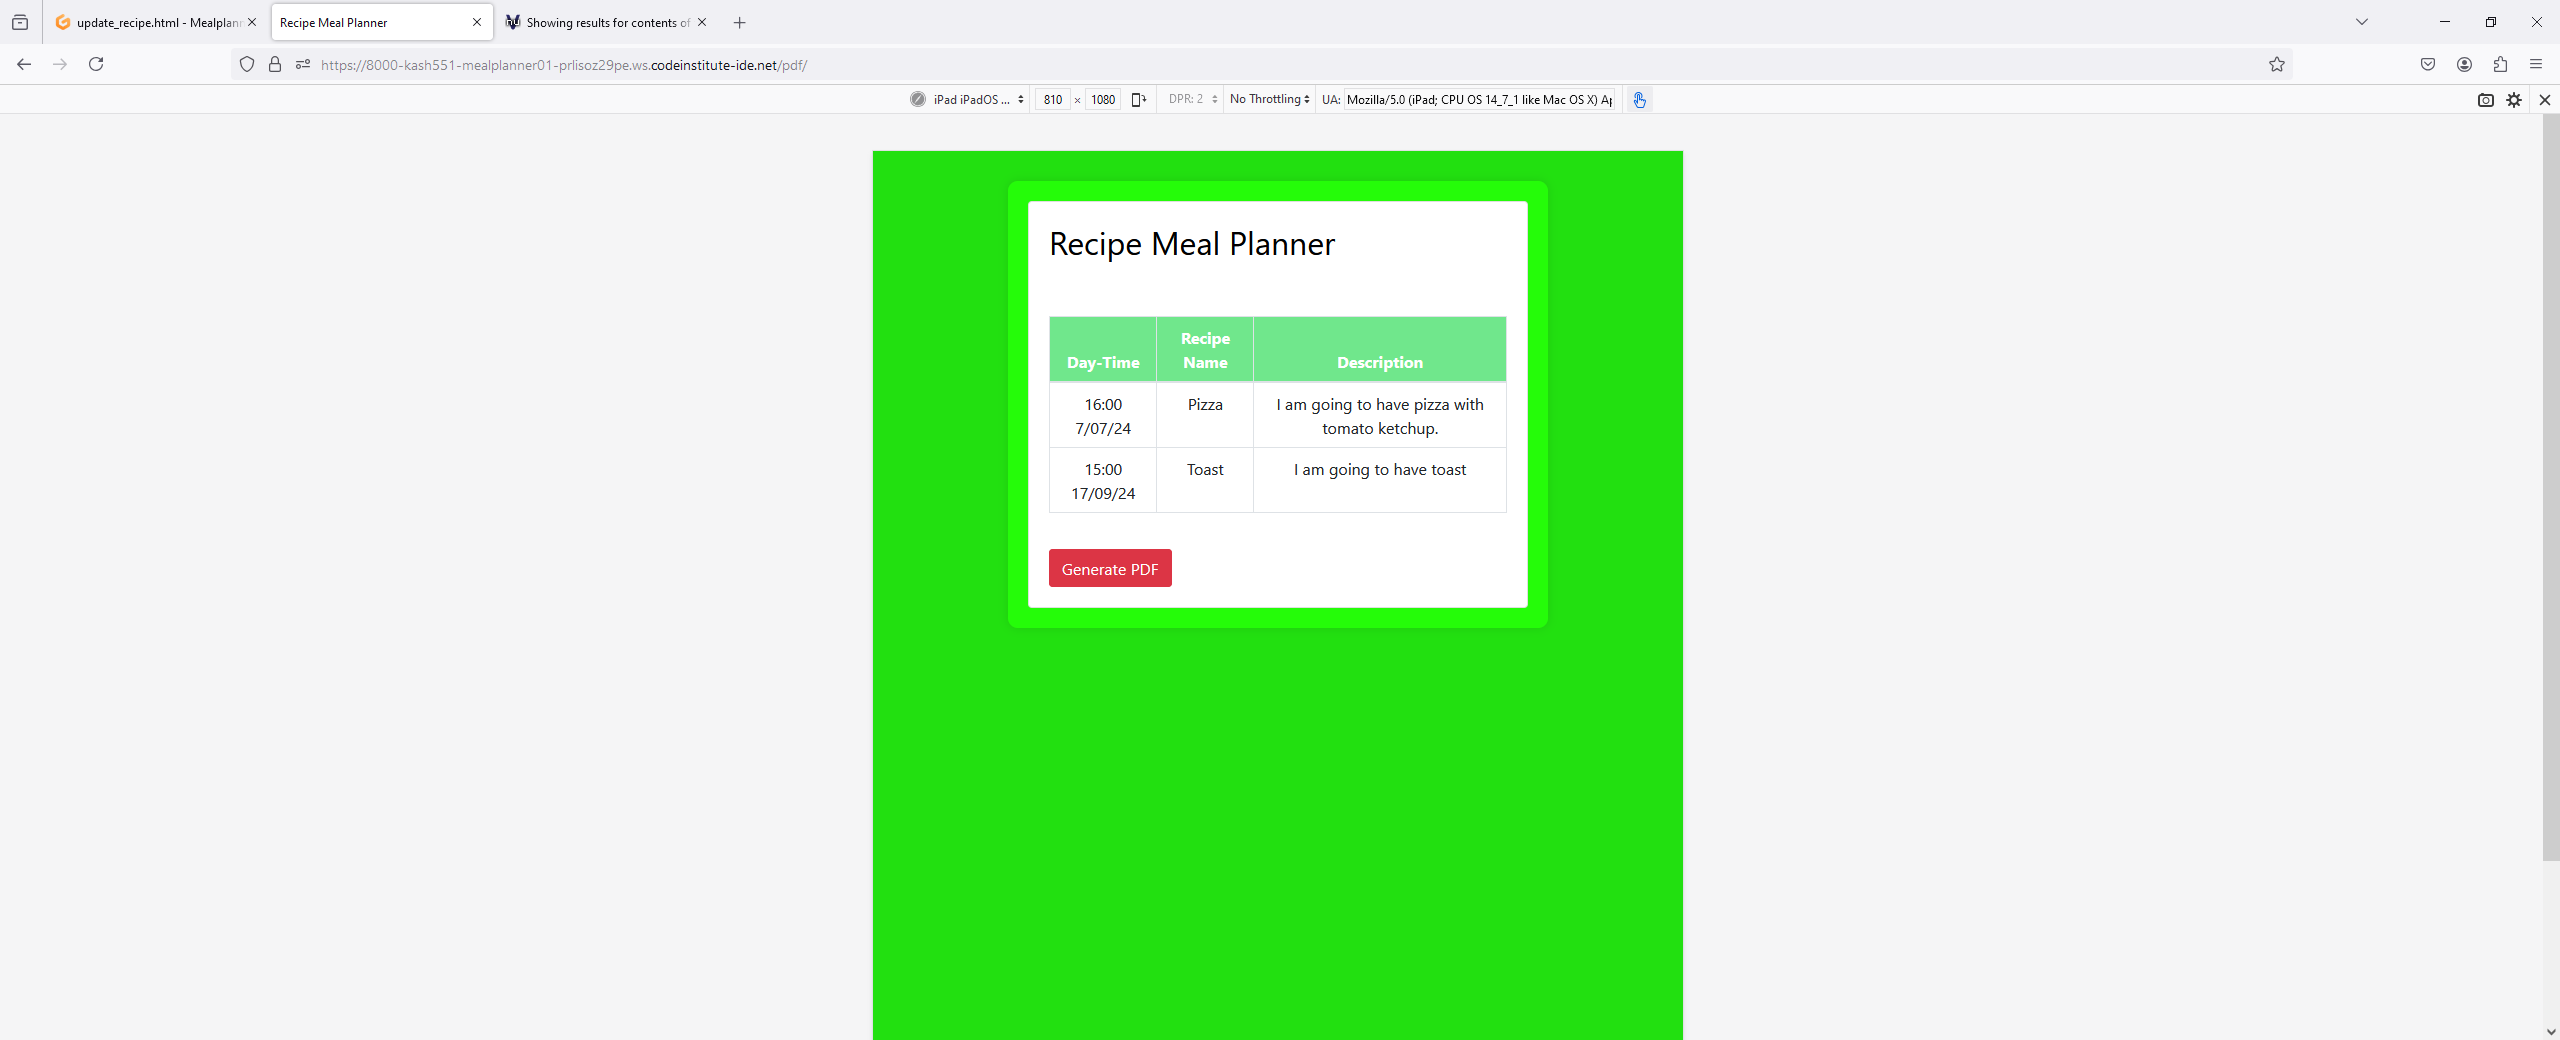 update_recipe.html - Mealplan
Recipe Meal Planner
Showing results for contents of
https://8000-kash551-mealplanner01-prlisoz29pe.ws.codeinstitute-ide.net/pdf/
iPad iPadOS ...
810 × 1080
DPR: 2
No Throttling
UA: Mozilla/5.0 (iPad; CPU OS 14_7_1 like Mac OS X) Ap
Recipe Meal Planner
Day-Time
Recipe
Name
Description
16:00
7/07/24
Pizza
I am going to have pizza with
tomato ketchup.
15:00
17/09/24
Toast
I am going to have toast
Generate PDF